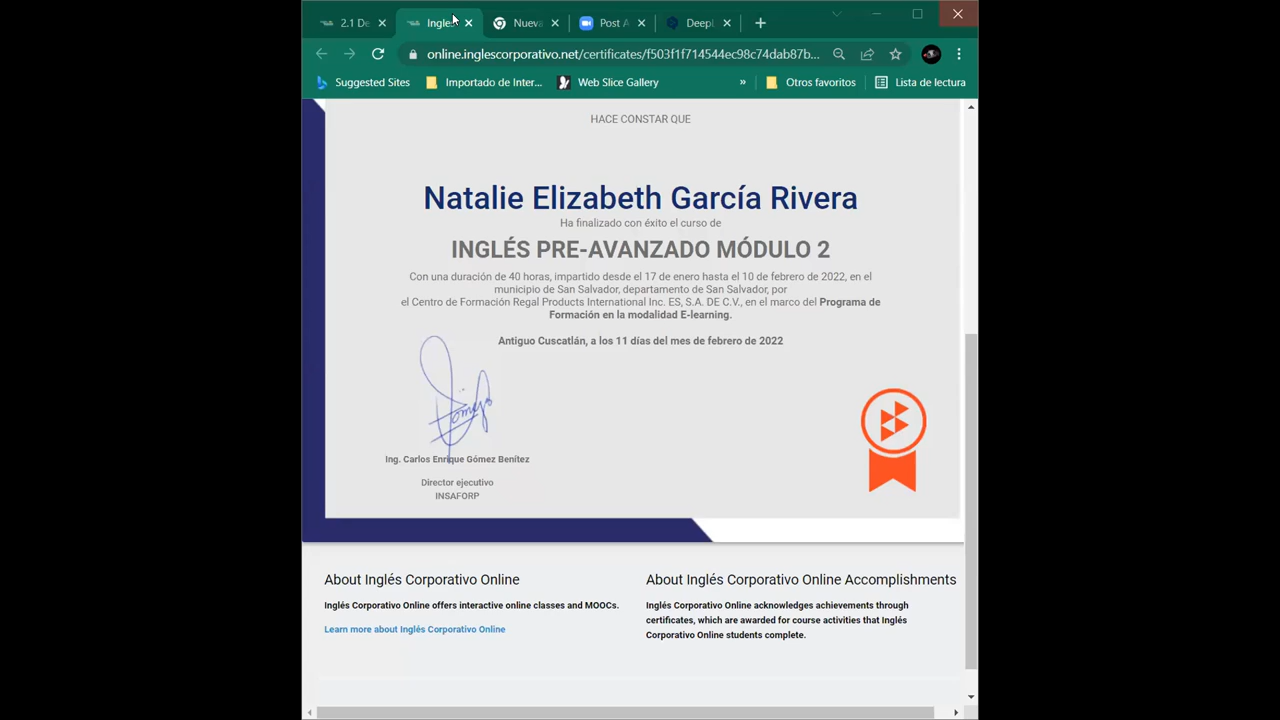 2.1 De
Ingle
Nueva
Post A
DeepL
online.inglescorporativo.net/certificates/f503f1f714544ec98c74dab87b...
Suggested Sites
Importado de Inter...
Web Slice Gallery
»
Otros favoritos
Lista de lectura
HACE CONSTAR QUE
Natalie Elizabeth García Rivera
Ha finalizado con éxito el curso de
INGLÉS PRE-AVANZADO MÓDULO 2
Con una duración de 40 horas, impartido desde el 17 de enero hasta el 10 de febrero de 2022, en el
municipio de San Salvador, departamento de San Salvador, por
el Centro de Formación Regal Products International Inc. ES, S.A. DE C.V., en el marco del Programa de
Formación en la modalidad E-learning.
Antiguo Cuscatlán, a los 11 días del mes de febrero de 2022
Ing. Carlos Enrique Gómez Benítez
Director ejecutivo
INSAFORP
About Inglés Corporativo Online
Inglés Corporativo Online offers interactive online classes and MOOCs.
Learn more about Inglés Corporativo Online
About Inglés Corporativo Online Accomplishments
Inglés Corporativo Online acknowledges achievements through
certificates, which are awarded for course activities that Inglés
Corporativo Online students complete.